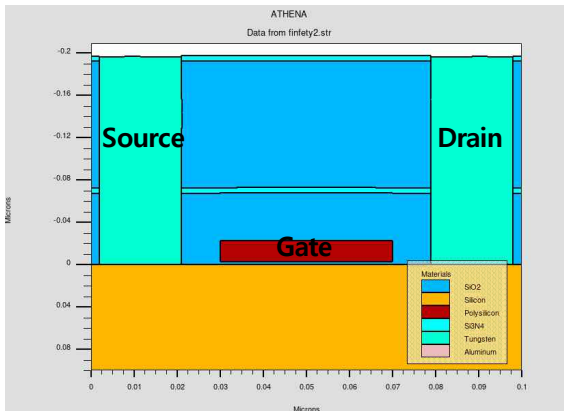 ATHENA
Data from finfety2.str
-0.2
-0.16
-0.12
-0.08
-0.04
0
0.04
0.08
Microns
Source
Drain
Gate
Materials
SiO2
Silicon
Polysilicon
Si3N4
Tungsten
Aluminum
0 0.01 0.02 0.03 0.04 0.05 0.06 0.07 0.08 0.09 0.1
Microns